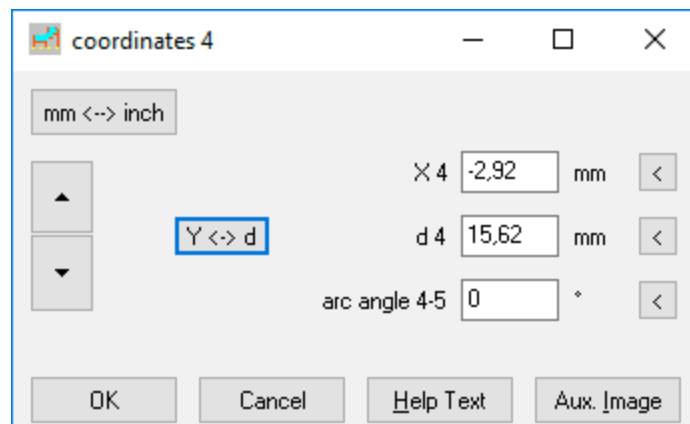 coordinates 4
mm <--> inch
X 4 -2,92 mm <
Y <-> d d 4 15,62 mm <
arc angle 4-5 0 ° <
OK Cancel Help Text Aux. Image